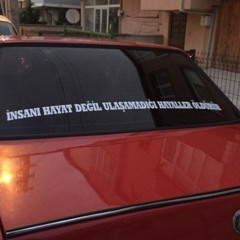 İNSANI HAYAT DEĞİL ULAŞAMADIĞI HAYALLER ÖLDÜRÜR